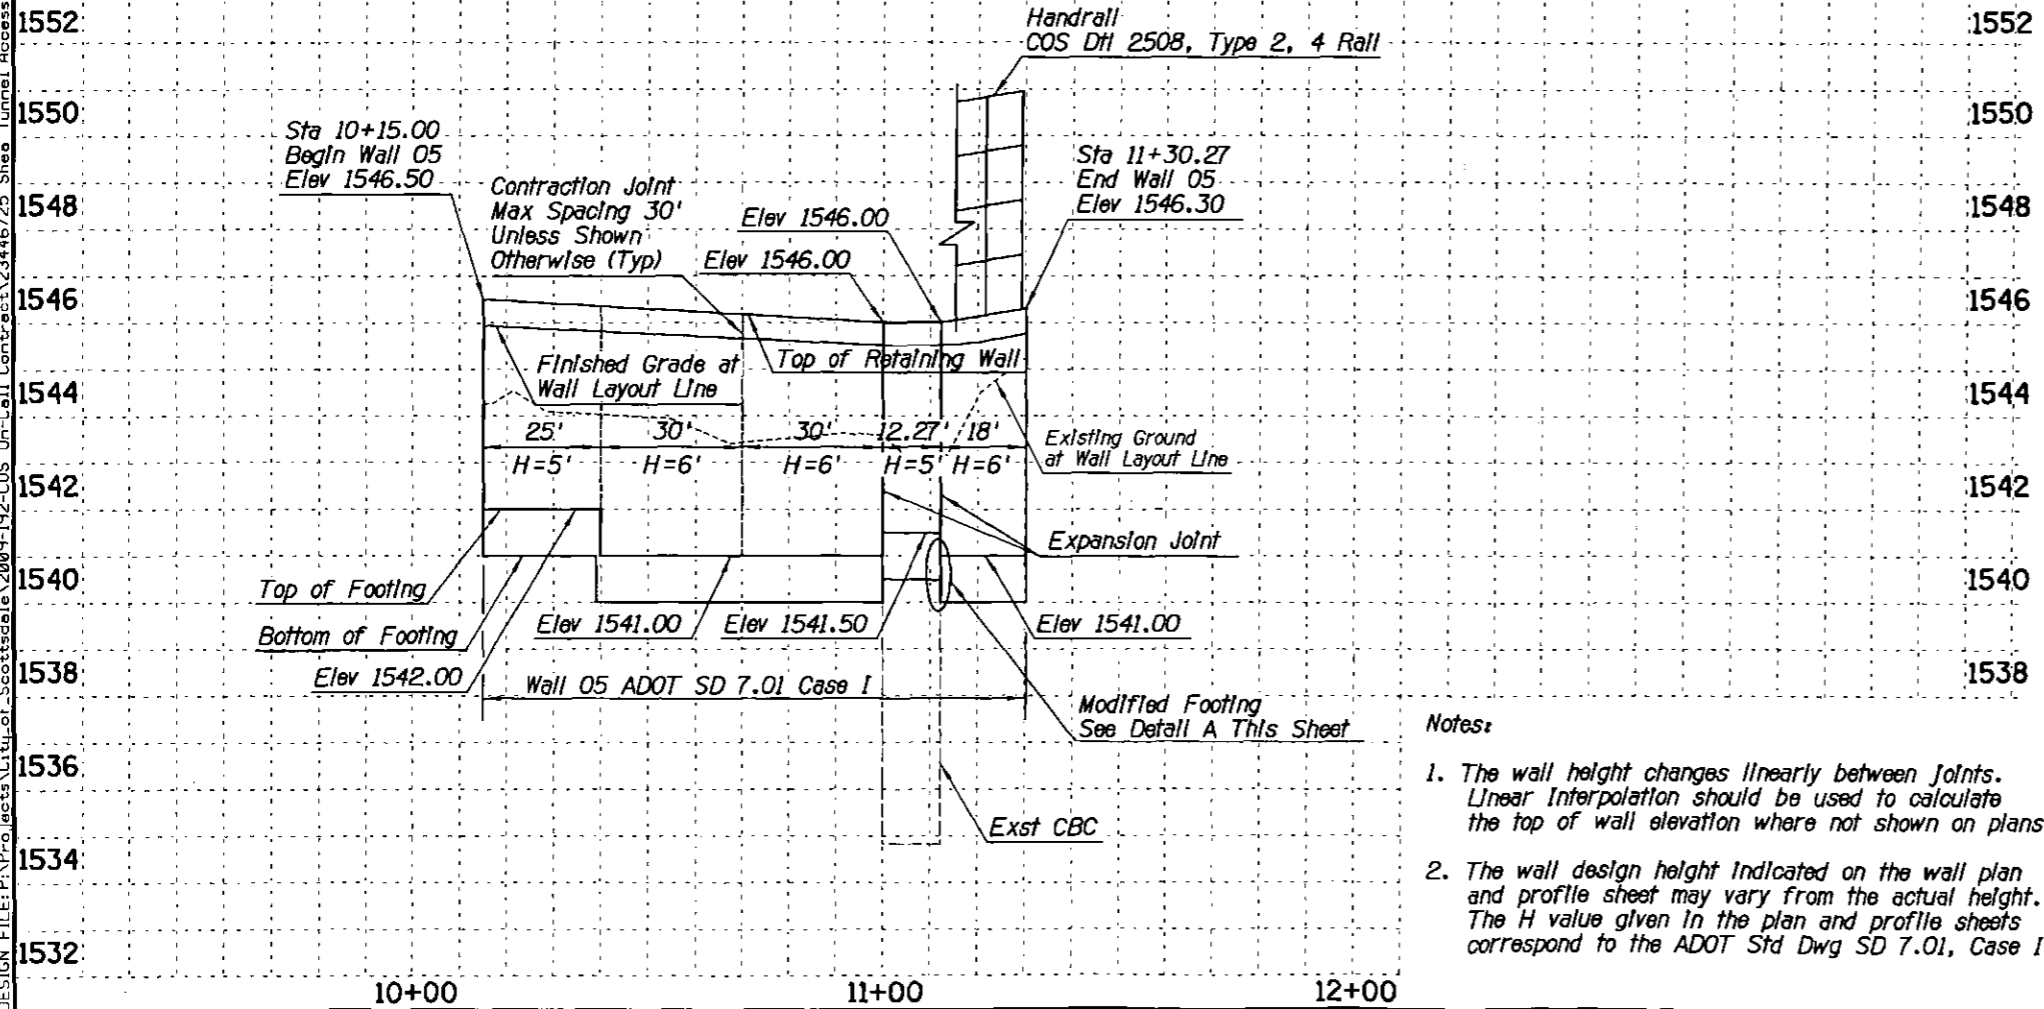 1552
1550
1548
1546
1544
1542
1540
1538
1536
1534
1532
1552
1550
1548
1546
1544
1542
1540
1538
Handrail
COS Dtl 2508, Type 2, 4 Rail
Sta 10+15.00
Begin Wall 05
Elev 1546.50
Contraction Joint
Max Spacing 30'
Unless Shown
Otherwise (Typ)
Elev 1546.00
Elev 1546.00
Sta 11+30.27
End Wall 05
Elev 1546.30
Finished Grade at
Wall Layout Line
Top of Retaining Wall
25'
30'
30'
12.27'
18'
H=5'
H=6'
H=6'
H=5'
H=6'
Existing Ground
at Wall Layout Line
Expansion Joint
Top of Footing
Bottom of Footing
Elev 1542.00
Elev 1541.00
Elev 1541.50
Elev 1541.00
Wall 05 ADOT SD 7.01 Case I
Modified Footing
See Detail A This Sheet
Exst CBC
Notes:
1. The wall height changes linearly between joints.
Linear interpolation should be used to calculate
the top of wall elevation where not shown on plans
2. The wall design height indicated on the wall plan
and profile sheet may vary from the actual height.
The H value given in the plan and profile sheets
correspond to the ADOT Std Dwg SD 7.01, Case I
10+00
11+00
12+00